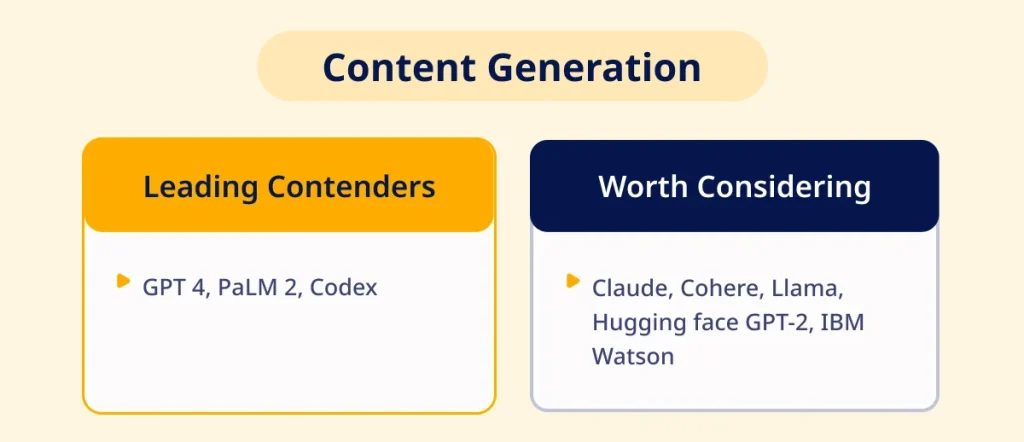 Content Generation
Leading Contenders
GPT 4, PaLM 2, Codex
Worth Considering
Claude, Cohere, Llama,
Hugging face GPT-2, IBM
Watson